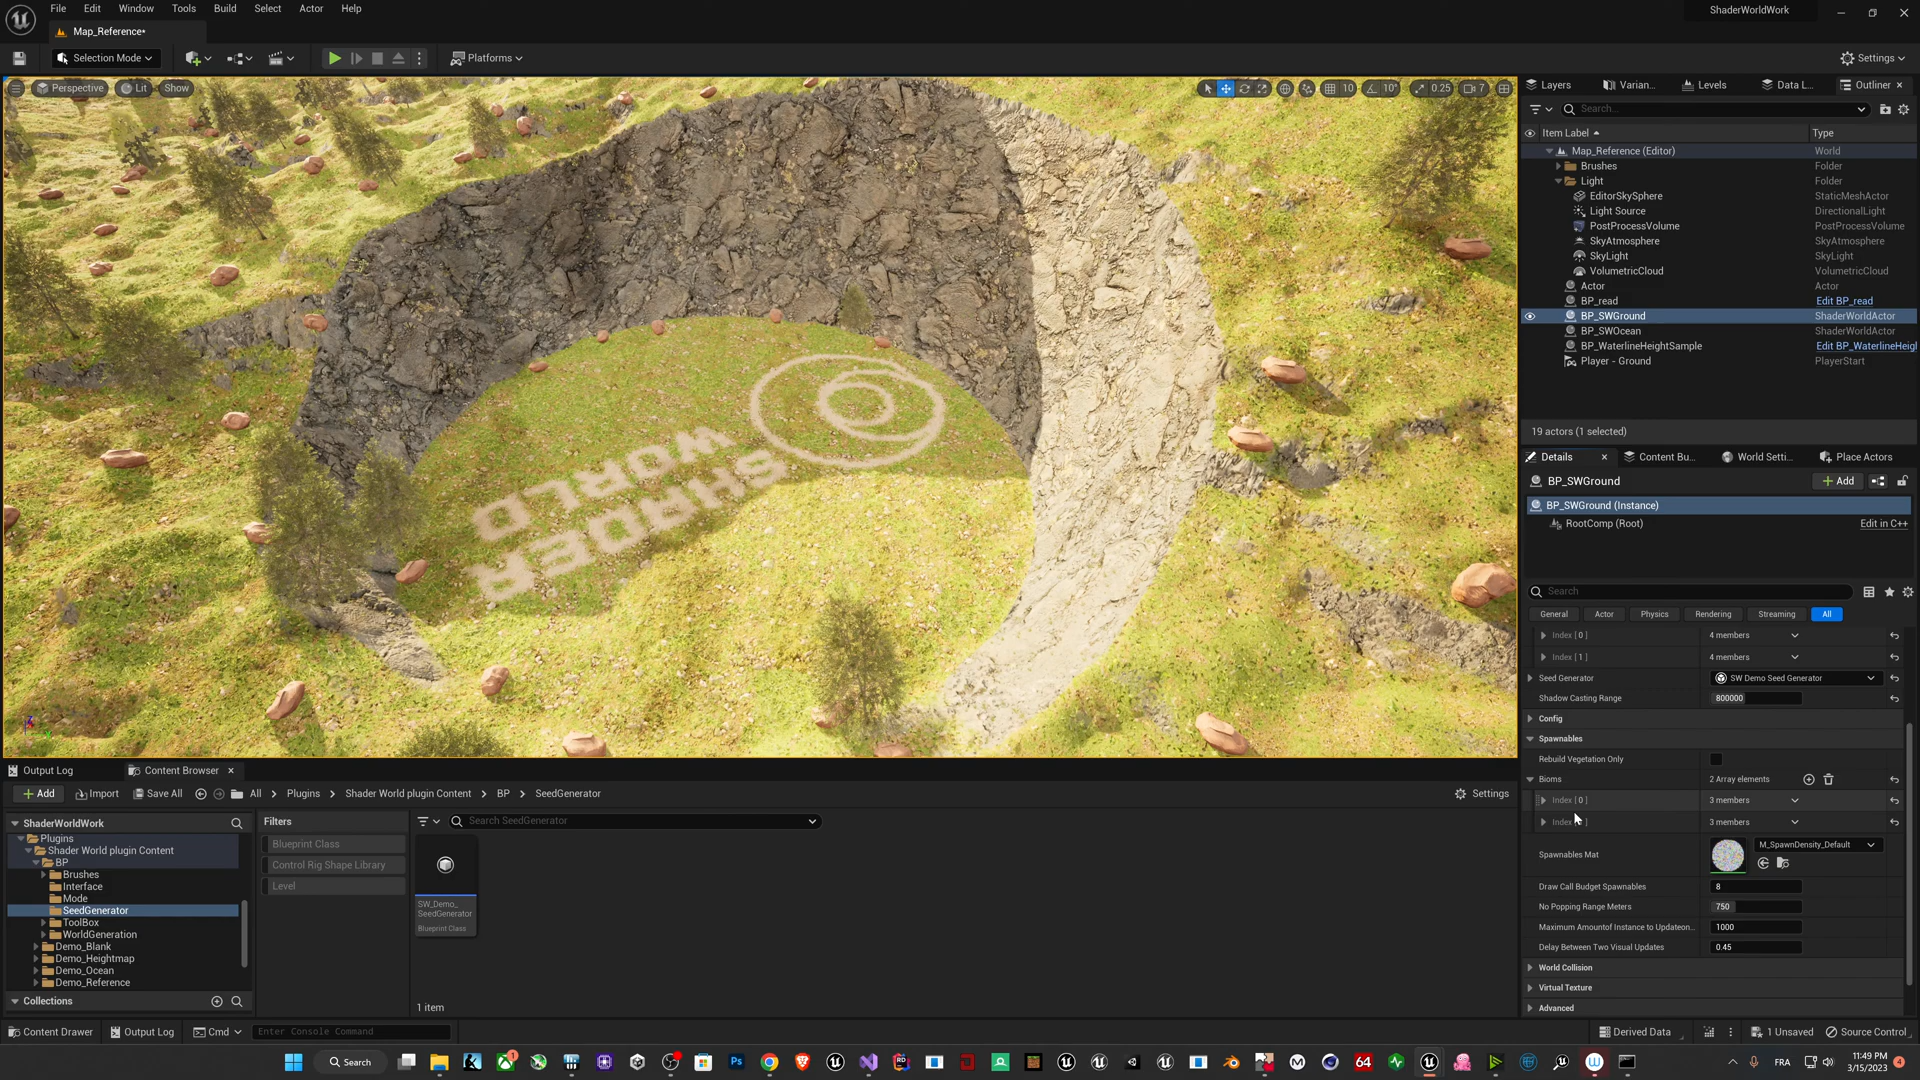 File Edit Window Tools Build Select Actor Help
ShaderWorldWork
Map_Reference*
Selection Mode
Platforms
Settings
Perspective
Lit
Show
10
10°
0.25
7
SHADER
WORLD
Layers
Varian...
Levels
Data L...
Outliner
Search...
Item Label
Type
Map_Reference (Editor) World
Brushes Folder
Light Folder
EditorSkySphere StaticMeshActor
Light Source DirectionalLight
PostProcessVolume PostProcessVolume
SkyAtmosphere SkyAtmosphere
SkyLight SkyLight
VolumetricCloud VolumetricCloud
Actor Actor
BP_read Edit BP_read
BP_SWGround ShaderWorldActor
BP_SWOcean ShaderWorldActor
BP_WaterlineHeightSample Edit BP_WaterlineHeigl
Player - Ground PlayerStart
19 actors (1 selected)
Details
Content Bu...
World Setti...
Place Actors
BP_SWGround
Add
BP_SWGround (Instance)
RootComp (Root) Edit in C++
Search
General Actor Physics Rendering Streaming All
Index [ 0 ] 4 members
Index [ 1 ] 4 members
Seed Generator SW Demo Seed Generator
Shadow Casting Range 800000
Config
Spawnables
Rebuild Vegetation Only
Bioms 2 Array elements
Index [ 0 ] 3 members
Index ] 3 members
Spawnables Mat M_SpawnDensity_Default
Draw Call Budget Spawnables 8
No Popping Range Meters 750
Maximum Amountof Instance to Updateon... 1000
Delay Between Two Visual Updates 0.45
World Collision
Virtual Texture
Advanced
Output Log
Content Browser
Add
Import
Save All
All
Plugins
Shader World plugin Content
BP
SeedGenerator
Settings
ShaderWorldWork
Plugins
Shader World plugin Content
BP
Brushes
Interface
Mode
SeedGenerator
ToolBox
WorldGeneration
Demo_Blank
Demo_Heightmap
Demo_Ocean
Demo_Reference
Collections
Filters
Blueprint Class
Control Rig Shape Library
Level
Search SeedGenerator
SW_Demo_
SeedGenerator
Blueprint Class
1 item
Content Drawer
Output Log
Cmd
Enter Console Command
Derived Data
1 Unsaved
Source Control
Search
64
FRA
11:49 PM
3/15/2023
4